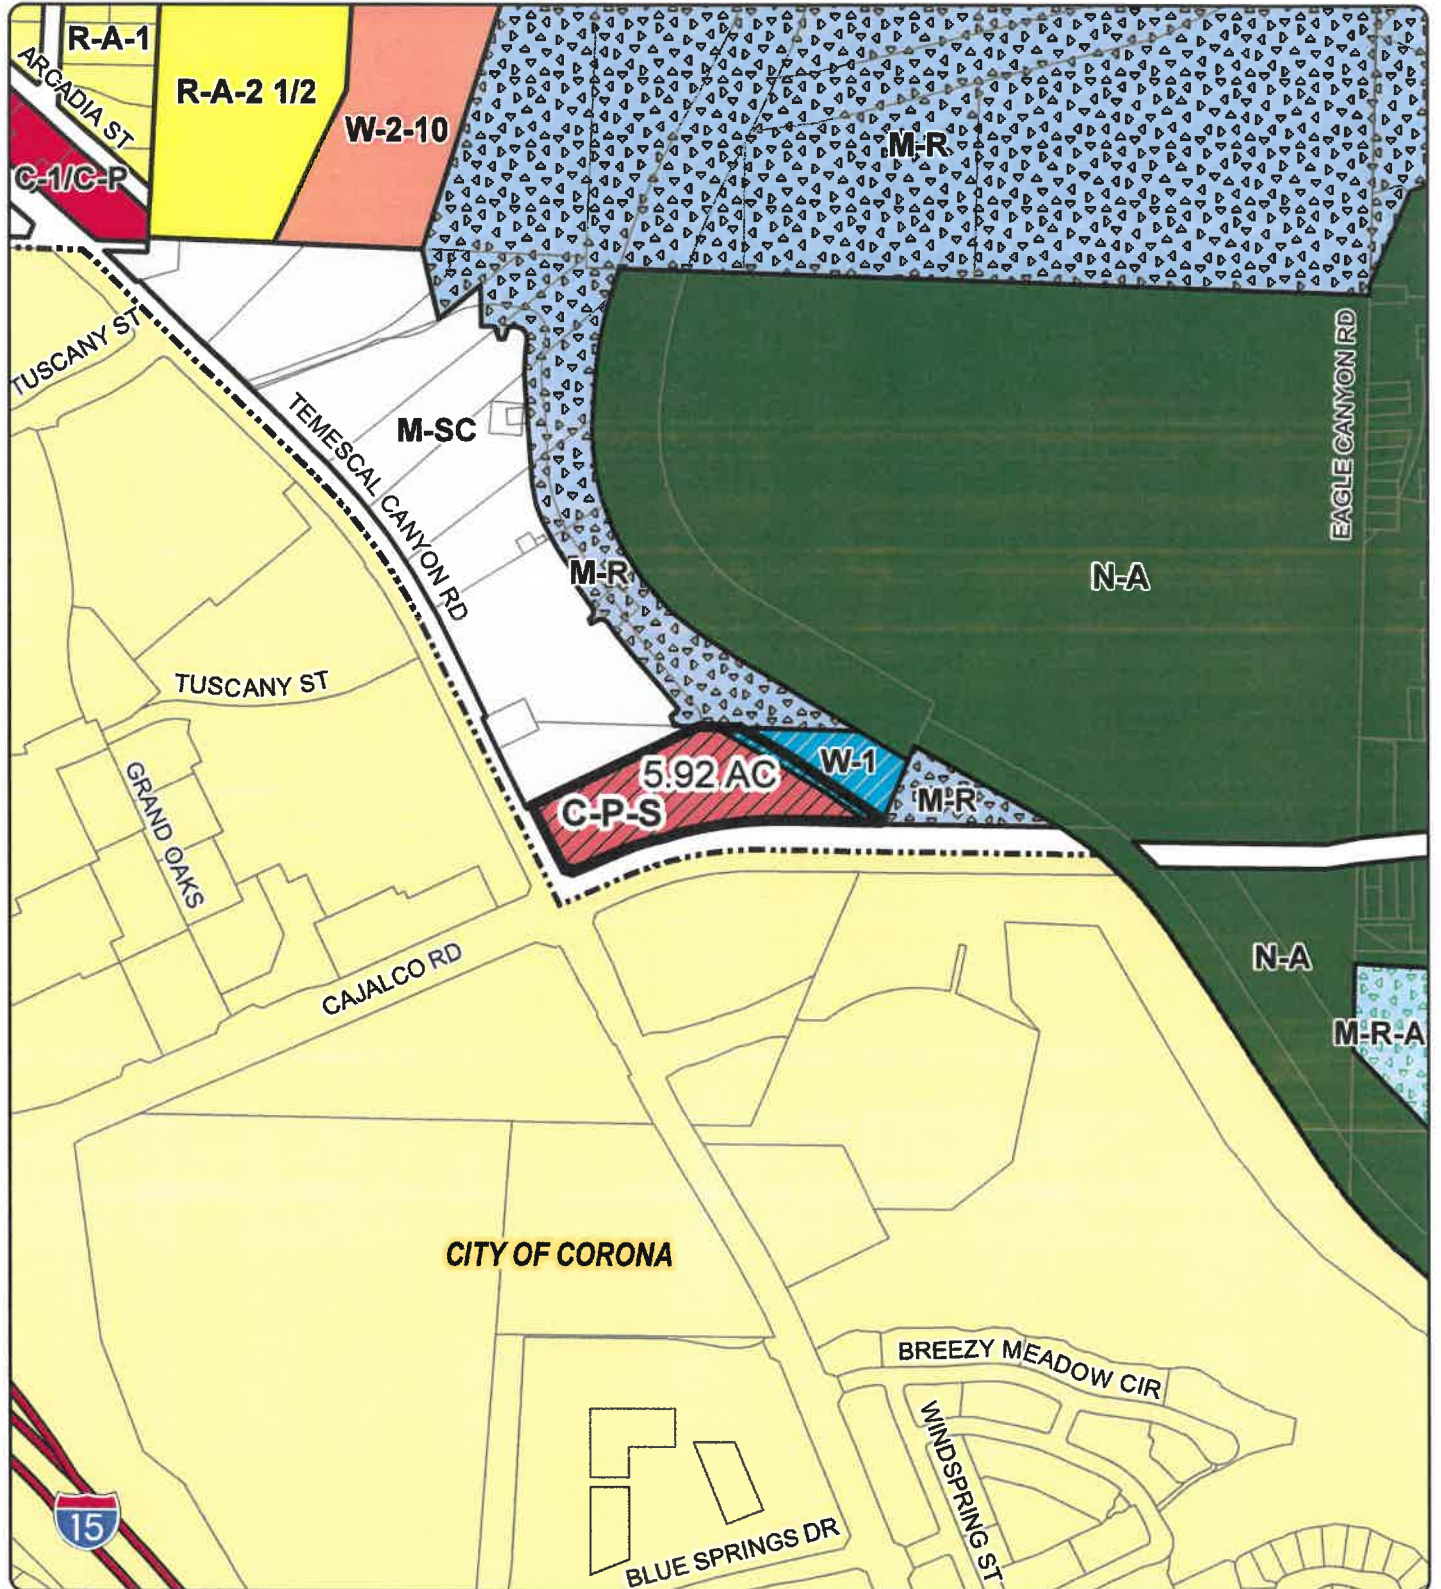 R-A-1
ARCADIA ST
R-A-2 1/2
W-2-10
M-R
C-1/C-P
TUSCANY ST
TEMESCAL CANYON RD
M-SC
EAGLE CANYON RD
M-R
N-A
TUSCANY ST
GRAND OAKS
5.92 AC
W-1
C-P-S
M-R
CAJALCO RD
N-A
M-R-A
CITY OF CORONA
BREEZY MEADOW CIR
WINDSPRING ST
15
BLUE SPRINGS DR